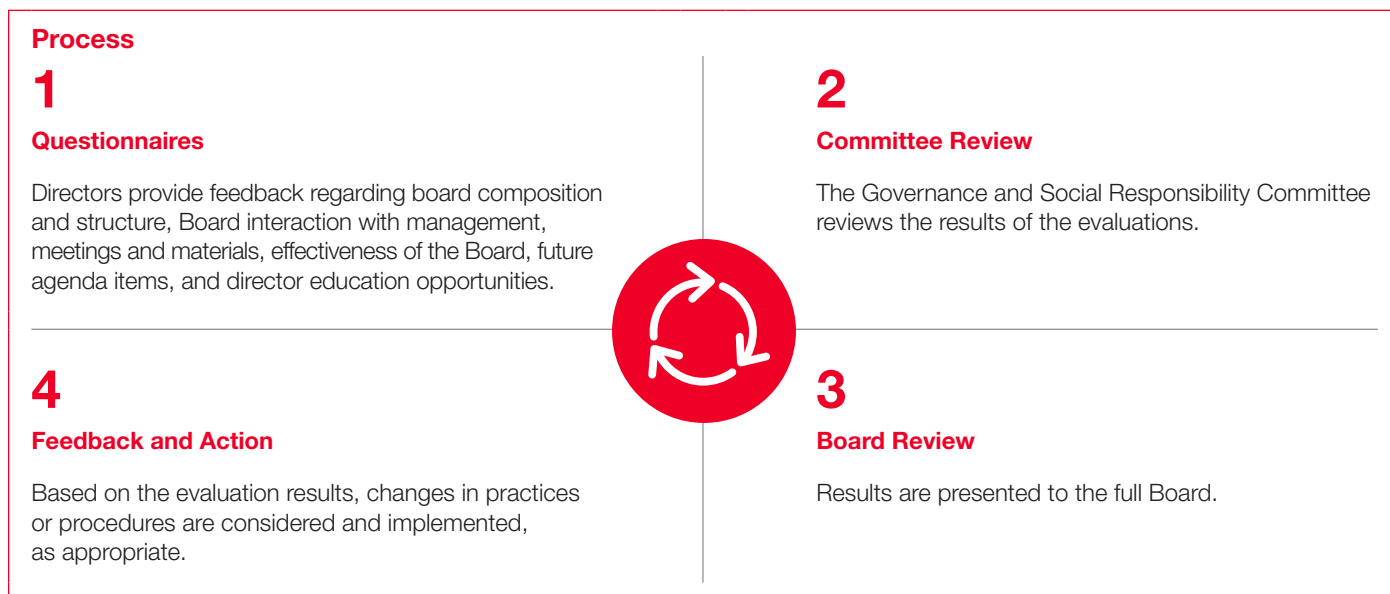 Process
1
Questionnaires
Directors provide feedback regarding board composition
and structure, Board interaction with management,
meetings and materials, effectiveness of the Board, future
agenda items, and director education opportunities.
2
Committee Review
The Governance and Social Responsibility Committee
reviews the results of the evaluations.
3
Board Review
Results are presented to the full Board.
4
Feedback and Action
Based on the evaluation results, changes in practices
or procedures are considered and implemented,
as appropriate.